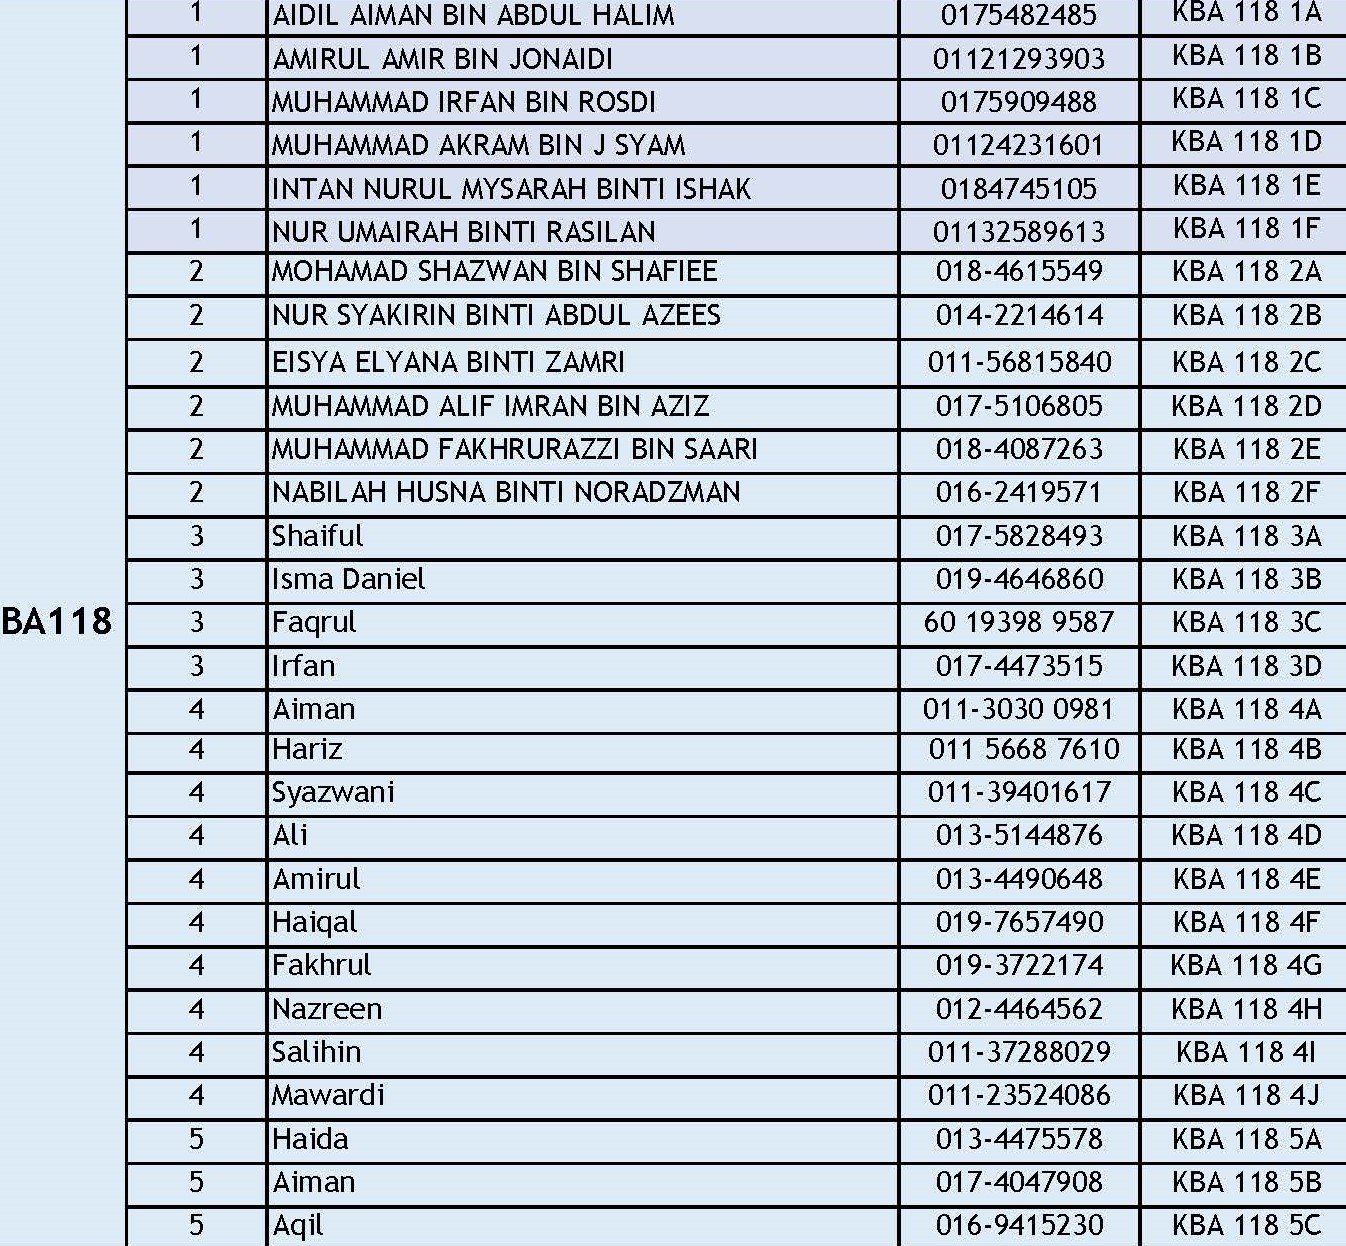 1 AIDIL AIMAN BIN ABDUL HALIM 0175482485 KBA 118 1A
1 AMIRUL AMIR BIN JONAIDI 01121293903 KBA 118 1B
1 MUHAMMAD IRFAN BIN ROSDI 0175909488 KBA 118 1C
1 MUHAMMAD AKRAM BIN J SYAM 01124231601 KBA 118 1D
1 INTAN NURUL MYSARAH BINTI ISHAK 0184745105 KBA 118 1E
1 NUR UMAIRAH BINTI RASILAN 01132589613 KBA 118 1F
2 MOHAMAD SHAZWAN BIN SHAFIEE 018-4615549 KBA 118 2A
2 NUR SYAKIRIN BINTI ABDUL AZEES 014-2214614 KBA 118 2B
2 EISYA ELYANA BINTI ZAMRI 011-56815840 KBA 118 2C
2 MUHAMMAD ALIF IMRAN BIN AZIZ 017-5106805 KBA 118 2D
2 MUHAMMAD FAKHRURAZZI BIN SAARI 018-4087263 KBA 118 2E
2 NABILAH HUSNA BINTI NORADZMAN 016-2419571 KBA 118 2F
3 Shaiful 017-5828493 KBA 118 3A
3 Isma Daniel 019-4646860 KBA 118 3B
BA118 3 Faqrul 60 19398 9587 KBA 118 3C
3 Irfan 017-4473515 KBA 118 3D
4 Aiman 011-3030 0981 KBA 118 4A
4 Hariz 011 5668 7610 KBA 118 4B
4 Syazwani 011-39401617 KBA 118 4C
4 Ali 013-5144876 KBA 118 4D
4 Amirul 013-4490648 KBA 118 4E
4 Haiqal 019-7657490 KBA 118 4F
4 Fakhrul 019-3722174 KBA 118 4G
4 Nazreen 012-4464562 KBA 118 4H
4 Salihin 011-37288029 KBA 118 4I
4 Mawardi 011-23524086 KBA 118 4J
5 Haida 013-4475578 KBA 118 5A
5 Aiman 017-4047908 KBA 118 5B
5 Aqil 016-9415230 KBA 118 5C